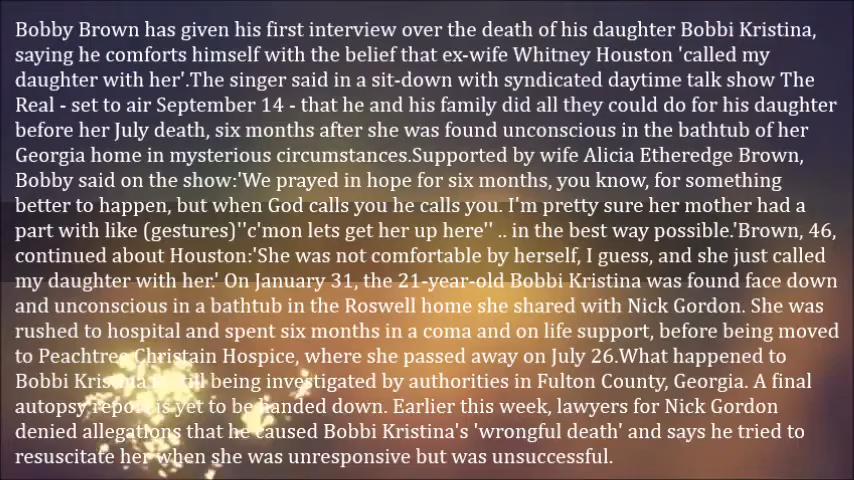 Bobby Brown has given his first interview over the death of his daughter Bobbi Kristina,
saying he comforts himself with the belief that ex-wife Whitney Houston 'called my
daughter with her'.The singer said in a sit-down with syndicated daytime talk show The
Real - set to air September 14 - that he and his family did all they could do for his daughter
before her July death, six months after she was found unconscious in the bathtub of her
Georgia home in mysterious circumstances.Supported by wife Alicia Etheredge Brown,
Bobby said on the show:'We prayed in hope for six months, you know, for something
better to happen, but when God calls you he calls you. I'm pretty sure her mother had a
part with like (gestures)''c'mon lets get her up here'' .. in the best way possible.'Brown, 46,
continued about Houston:'She was not comfortable by herself, I guess, and she just called
my daughter with her.' On January 31, the 21-year-old Bobbi Kristina was found face down
and unconscious in a bathtub in the Roswell home she shared with Nick Gordon. She was
rushed to hospital and spent six months in a coma and on life support, before being moved
to Peachtree Christain Hospice, where she passed away on July 26.What happened to
Bobbi Kristina is still being investigated by authorities in Fulton County, Georgia. A final
autopsy report is yet to be handed down. Earlier this week, lawyers for Nick Gordon
denied allegations that he caused Bobbi Kristina's 'wrongful death' and says he tried to
resuscitate her when she was unresponsive but was unsuccessful.